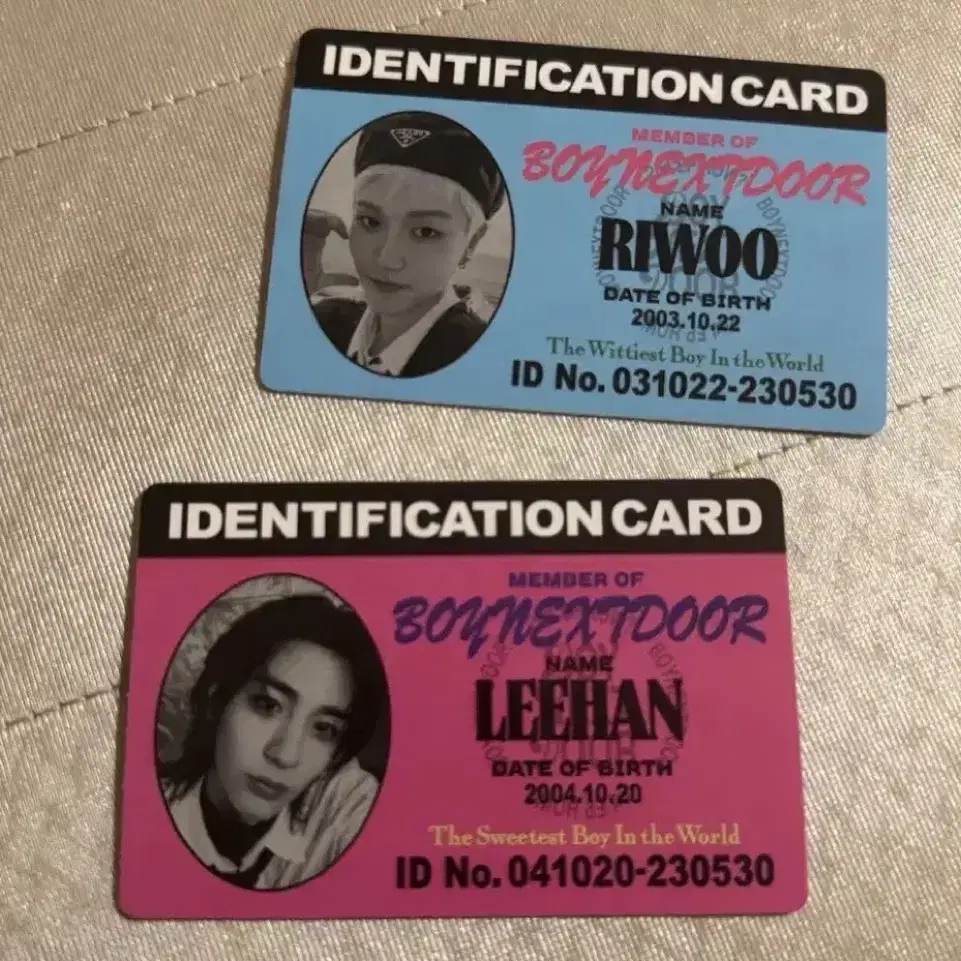 IDENTIFICATION CARD
MEMBER OF
BOYNEXTDOOR
NAME
RIWOO
DATE OF BIRTH
2003.10.22
The Wittiest Boy In the World
ID No. 031022-230530
IDENTIFICATION CARD
MEMBER OF
BOYNEXTDOOR
NAME
LEEHAN
DATE OF BIRTH
2004.10.20
The Sweetest Boy In the World
ID No. 041020-230530